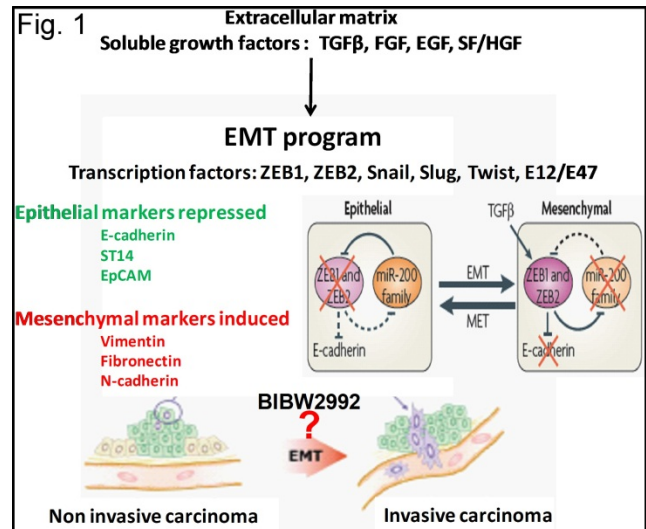 Fig. 1
Extracellular matrix
Soluble growth factors : TGFβ, FGF, EGF, SF/HGF
EMT program
Transcription factors: ZEB1, ZEB2, Snail, Slug, Twist, E12/E47
Epithelial markers repressed
E-cadherin
ST14
EpCAM
Mesenchymal markers induced
Vimentin
Fibronectin
N-cadherin
Epithelial
ZEB1 and
ZEB2
miR-200
family
E-cadherin
EMT
MET
TGFβ
Mesenchymal
ZEB1 and
ZEB2
miR-200
family
E-cadherin
BIBW2992
?
EMT
Non invasive carcinoma
Invasive carcinoma